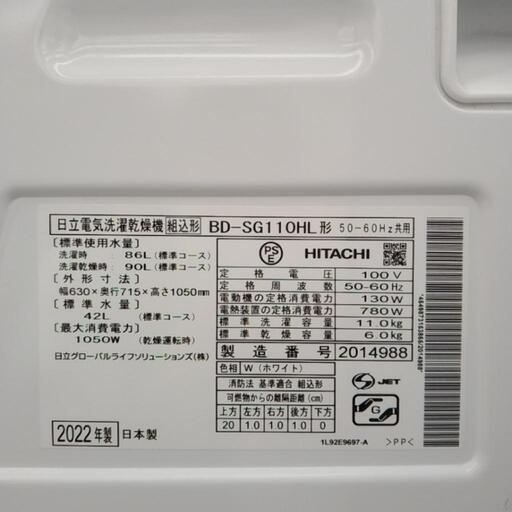 日立電気洗濯乾燥機 組込形 BD-SG110HL形 50-60Hz共用
[標準使用水量]
洗濯時 : 86L (標準コース)
洗濯乾燥時 : 90L (標準コース)
[外形寸法]
幅630×奥行715×高さ1050mm
[標準水量]
42L (標準コース)
[最大消費電力]
1050W (乾燥運転時)
日立グローバルライフソリューションズ(株)
2022年製 日本製
PSE HITACHI
定格電圧 100V
定格周波数 50-60Hz
電動機の定格消費電力 130W
電熱装置の定格消費電力 780W
標準洗濯容量 11.0kg
標準乾燥容量 6.0kg
製造番号 2014988
色相 W (ホワイト)
消防法 基準適合 組込形
可燃物からの離隔距離(cm)
上方 左方 右方 後方 下方
20 1.0 1.0 1.0 0
S JET
G
1L92E9697-A
>PP<